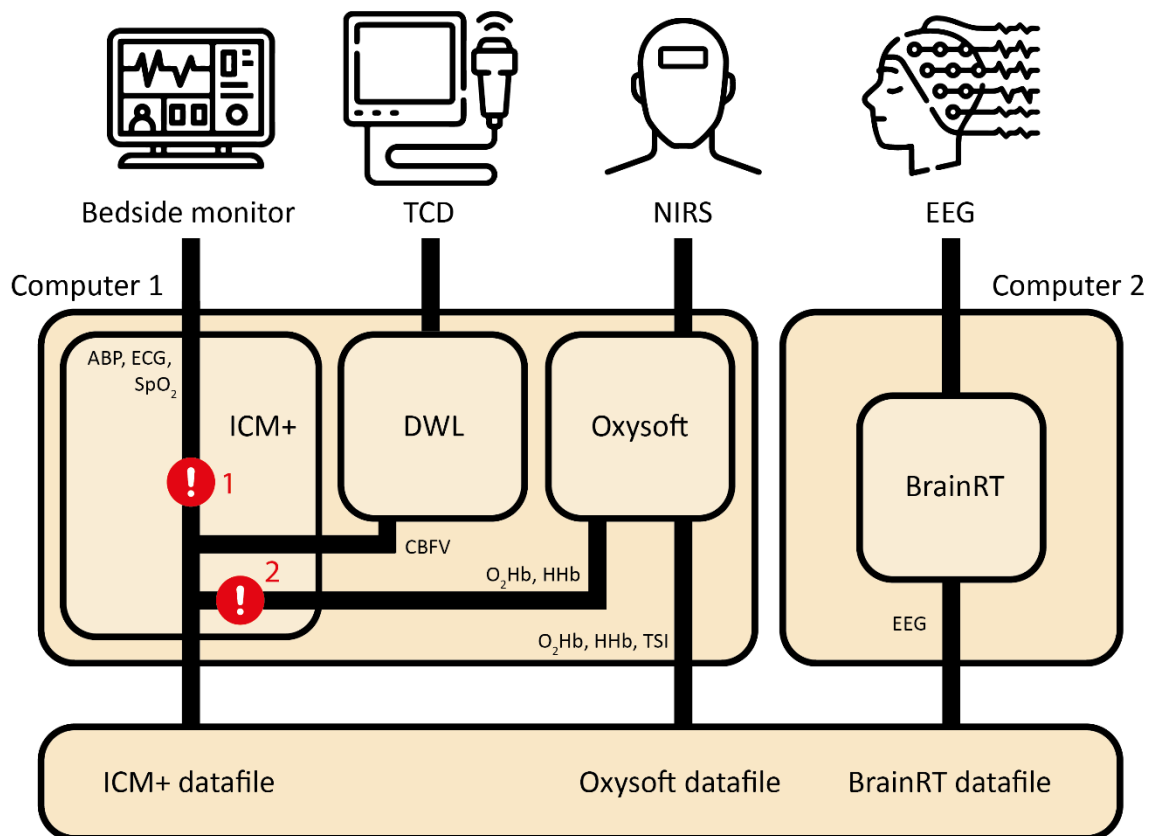 Bedside monitor
TCD
NIRS
EEG
Computer 1
Computer 2
ABP, ECG,
SpO₂
ICM+
DWL
Oxysoft
BrainRT
! 1
CBFV
! 2
O₂Hb, HHb
O₂Hb, HHb, TSI
EEG
ICM+ datafile
Oxysoft datafile
BrainRT datafile